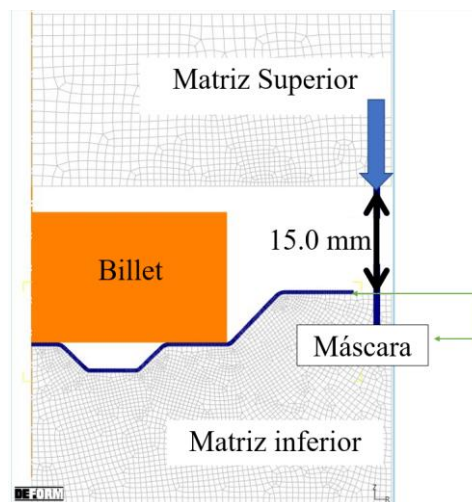 Matriz Superior
15.0 mm
Billet
Máscara
Matriz inferior
DEFORM
Z
R